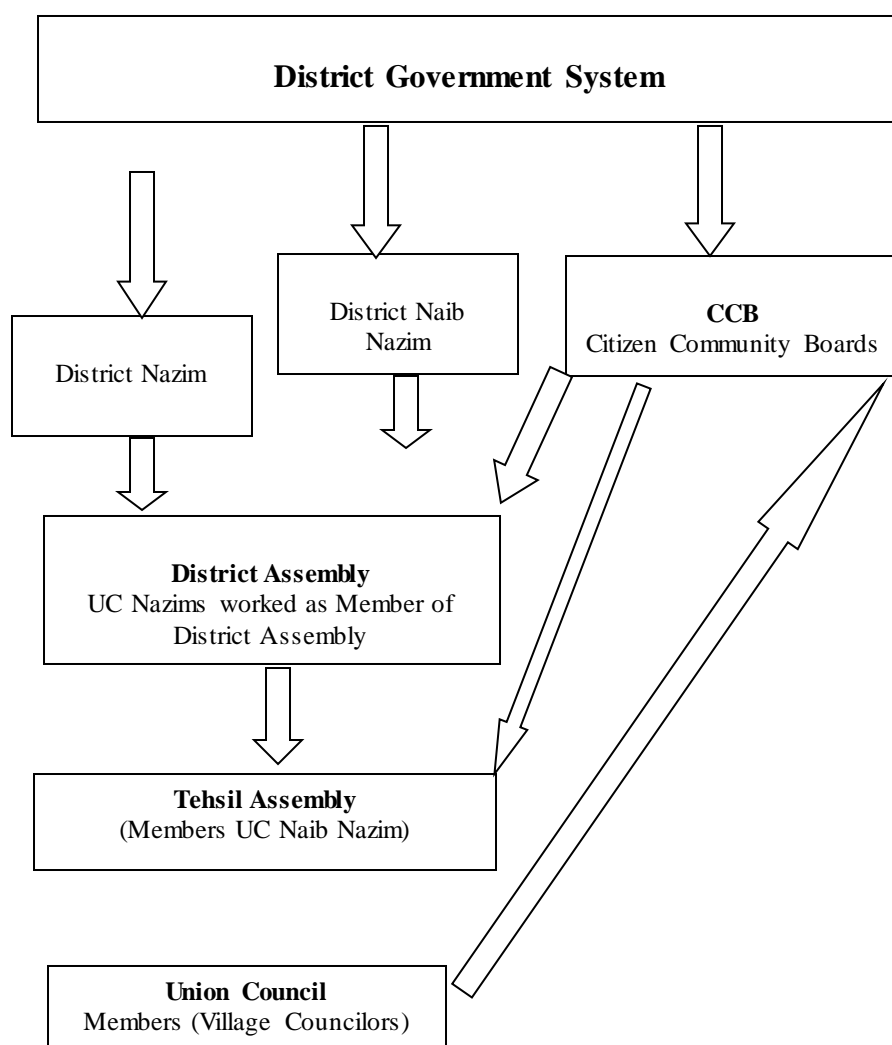 District Government System
District Naib
Nazim
CCB
Citizen Community Boards
District Nazim
District Assembly
UC Nazims worked as Member of
District Assembly
Tehsil Assembly
(Members UC Naib Nazim)
Union Council
Members (Village Councilors)